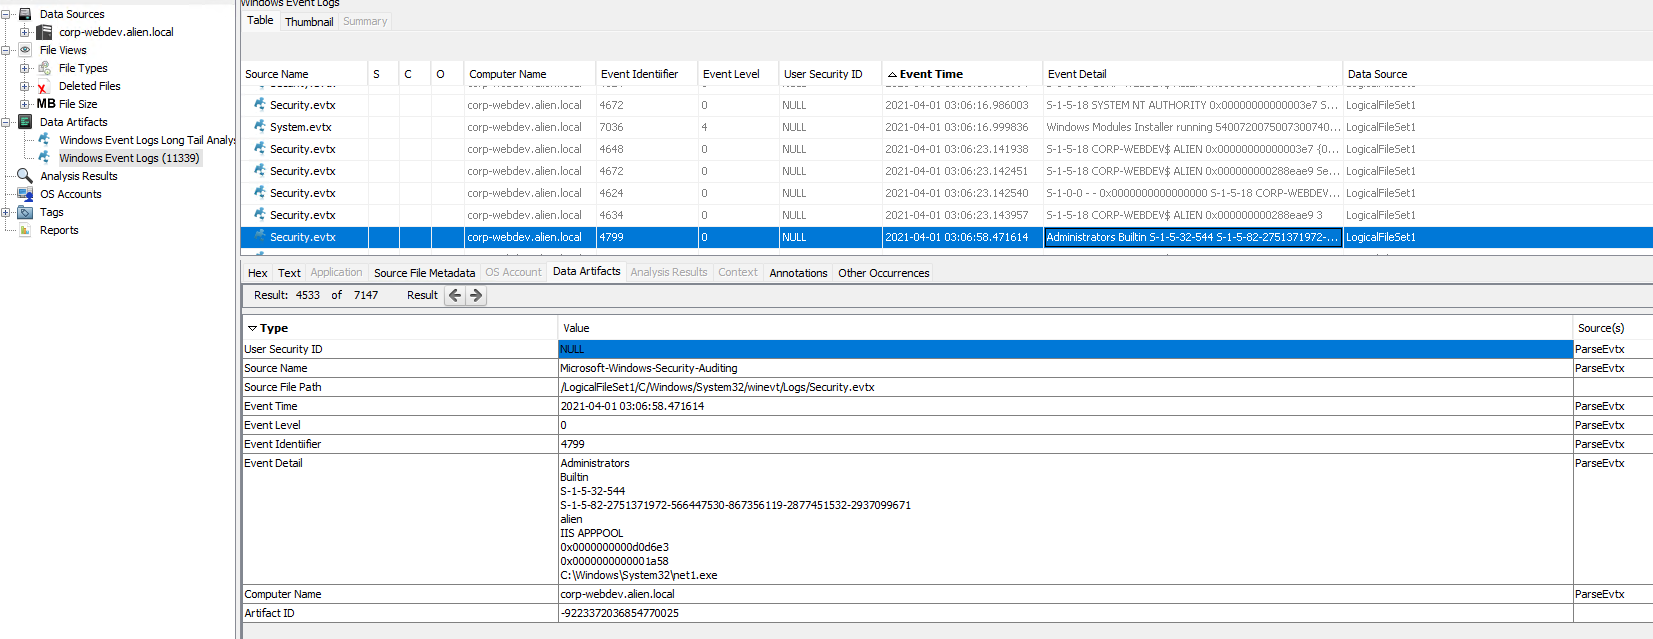 Data Sources
corp-webdev.alien.local
File Views
File Types
Deleted Files
MB File Size
Data Artifacts
Windows Event Logs Long Tail Analys
Windows Event Logs (11339)
Analysis Results
OS Accounts
Tags
Reports
Windows Event Logs
Table Thumbnail Summary
Source Name S C O Computer Name Event Identiifier Event Level User Security ID Event Time Event Detail Data Source
Security.evtx corp-webdev.alien.local 4672 0 NULL 2021-04-01 03:06:16.986003 S-1-5-18 SYSTEM NT AUTHORITY 0x00000000000003e7 S... LogicalFileSet1
System.evtx corp-webdev.alien.local 7036 4 NULL 2021-04-01 03:06:16.999836 Windows Modules Installer running 5400720075007300740... LogicalFileSet1
Security.evtx corp-webdev.alien.local 4648 0 NULL 2021-04-01 03:06:23.141938 S-1-5-18 CORP-WEBDEV$ ALIEN 0x00000000000003e7 {0... LogicalFileSet1
Security.evtx corp-webdev.alien.local 4672 0 NULL 2021-04-01 03:06:23.142451 S-1-5-18 CORP-WEBDEV$ ALIEN 0x000000000288eae9 Se... LogicalFileSet1
Security.evtx corp-webdev.alien.local 4624 0 NULL 2021-04-01 03:06:23.142540 S-1-0-0 - - 0x0000000000000000 S-1-5-18 CORP-WEBDEV... LogicalFileSet1
Security.evtx corp-webdev.alien.local 4634 0 NULL 2021-04-01 03:06:23.143957 S-1-5-18 CORP-WEBDEV$ ALIEN 0x000000000288eae9 3 LogicalFileSet1
Security.evtx corp-webdev.alien.local 4799 0 NULL 2021-04-01 03:06:58.471614 Administrators Builtin S-1-5-32-544 S-1-5-82-2751371972-... LogicalFileSet1
Hex Text Application Source File Metadata OS Account Data Artifacts Analysis Results Context Annotations Other Occurrences
Result: 4533 of 7147 Result
Type Value Source(s)
User Security ID NULL ParseEvtx
Source Name Microsoft-Windows-Security-Auditing ParseEvtx
Source File Path /LogicalFileSet1/C/Windows/System32/winevt/Logs/Security.evtx
Event Time 2021-04-01 03:06:58.471614 ParseEvtx
Event Level 0 ParseEvtx
Event Identiifier 4799 ParseEvtx
Event Detail Administrators ParseEvtx
Builtin
S-1-5-32-544
S-1-5-82-2751371972-566447530-867356119-2877451532-2937099671
alien
IIS APPPOOL
0x0000000000d0d6e3
0x0000000000001a58
C:\Windows\System32\net1.exe
Computer Name corp-webdev.alien.local ParseEvtx
Artifact ID -9223372036854770025